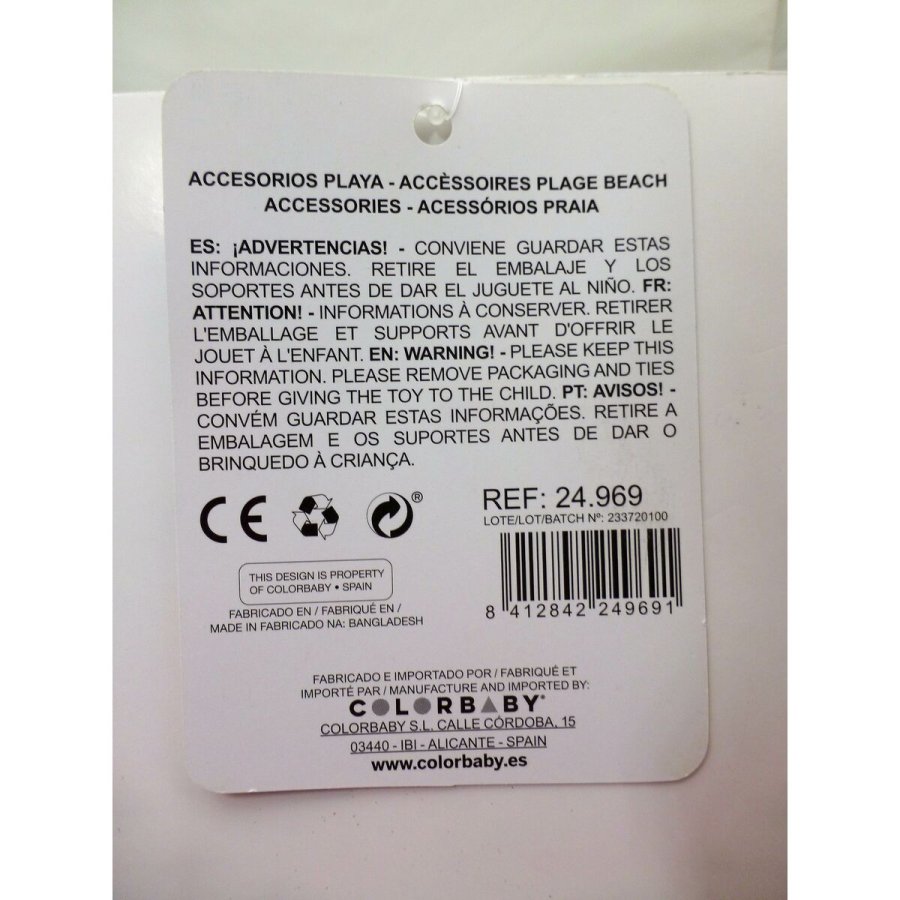 ACCESORIOS PLAYA - ACCÈSSOIRES PLAGE BEACH
ACCESSORIES - ACESSÓRIOS PRAIA
ES: ¡ADVERTENCIAS! - CONVIENE GUARDAR ESTAS
INFORMACIONES. RETIRE EL EMBALAJE Y LOS
SOPORTES ANTES DE DAR EL JUGUETE AL NIÑO. FR:
ATTENTION! - INFORMATIONS À CONSERVER. RETIRER
L'EMBALLAGE ET SUPPORTS AVANT D'OFFRIR LE
JOUET À L'ENFANT. EN: WARNING! - PLEASE KEEP THIS
INFORMATION. PLEASE REMOVE PACKAGING AND TIES
BEFORE GIVING THE TOY TO THE CHILD. PT: AVISOS! -
CONVÉM GUARDAR ESTAS INFORMAÇÕES. RETIRE A
EMBALAGEM E OS SUPORTES ANTES DE DAR O
BRINQUEDO À CRIANÇA.
CE ®
REF: 24.969
LOTE/LOT/BATCH Nº: 233720100
8 412842 249691
THIS DESIGN IS PROPERTY
OF COLORBABY • SPAIN
FABRICADO EN / FABRIQUÉ EN /
MADE IN FABRICADO NA: BANGLADESH
FABRICADO E IMPORTADO POR / FABRIQUÉ ET
IMPORTÉ PAR / MANUFACTURE AND IMPORTED BY:
COLORBABY®
COLORBABY S.L. CALLE CÓRDOBA, 15
03440 - IBI - ALICANTE - SPAIN
www.colorbaby.es